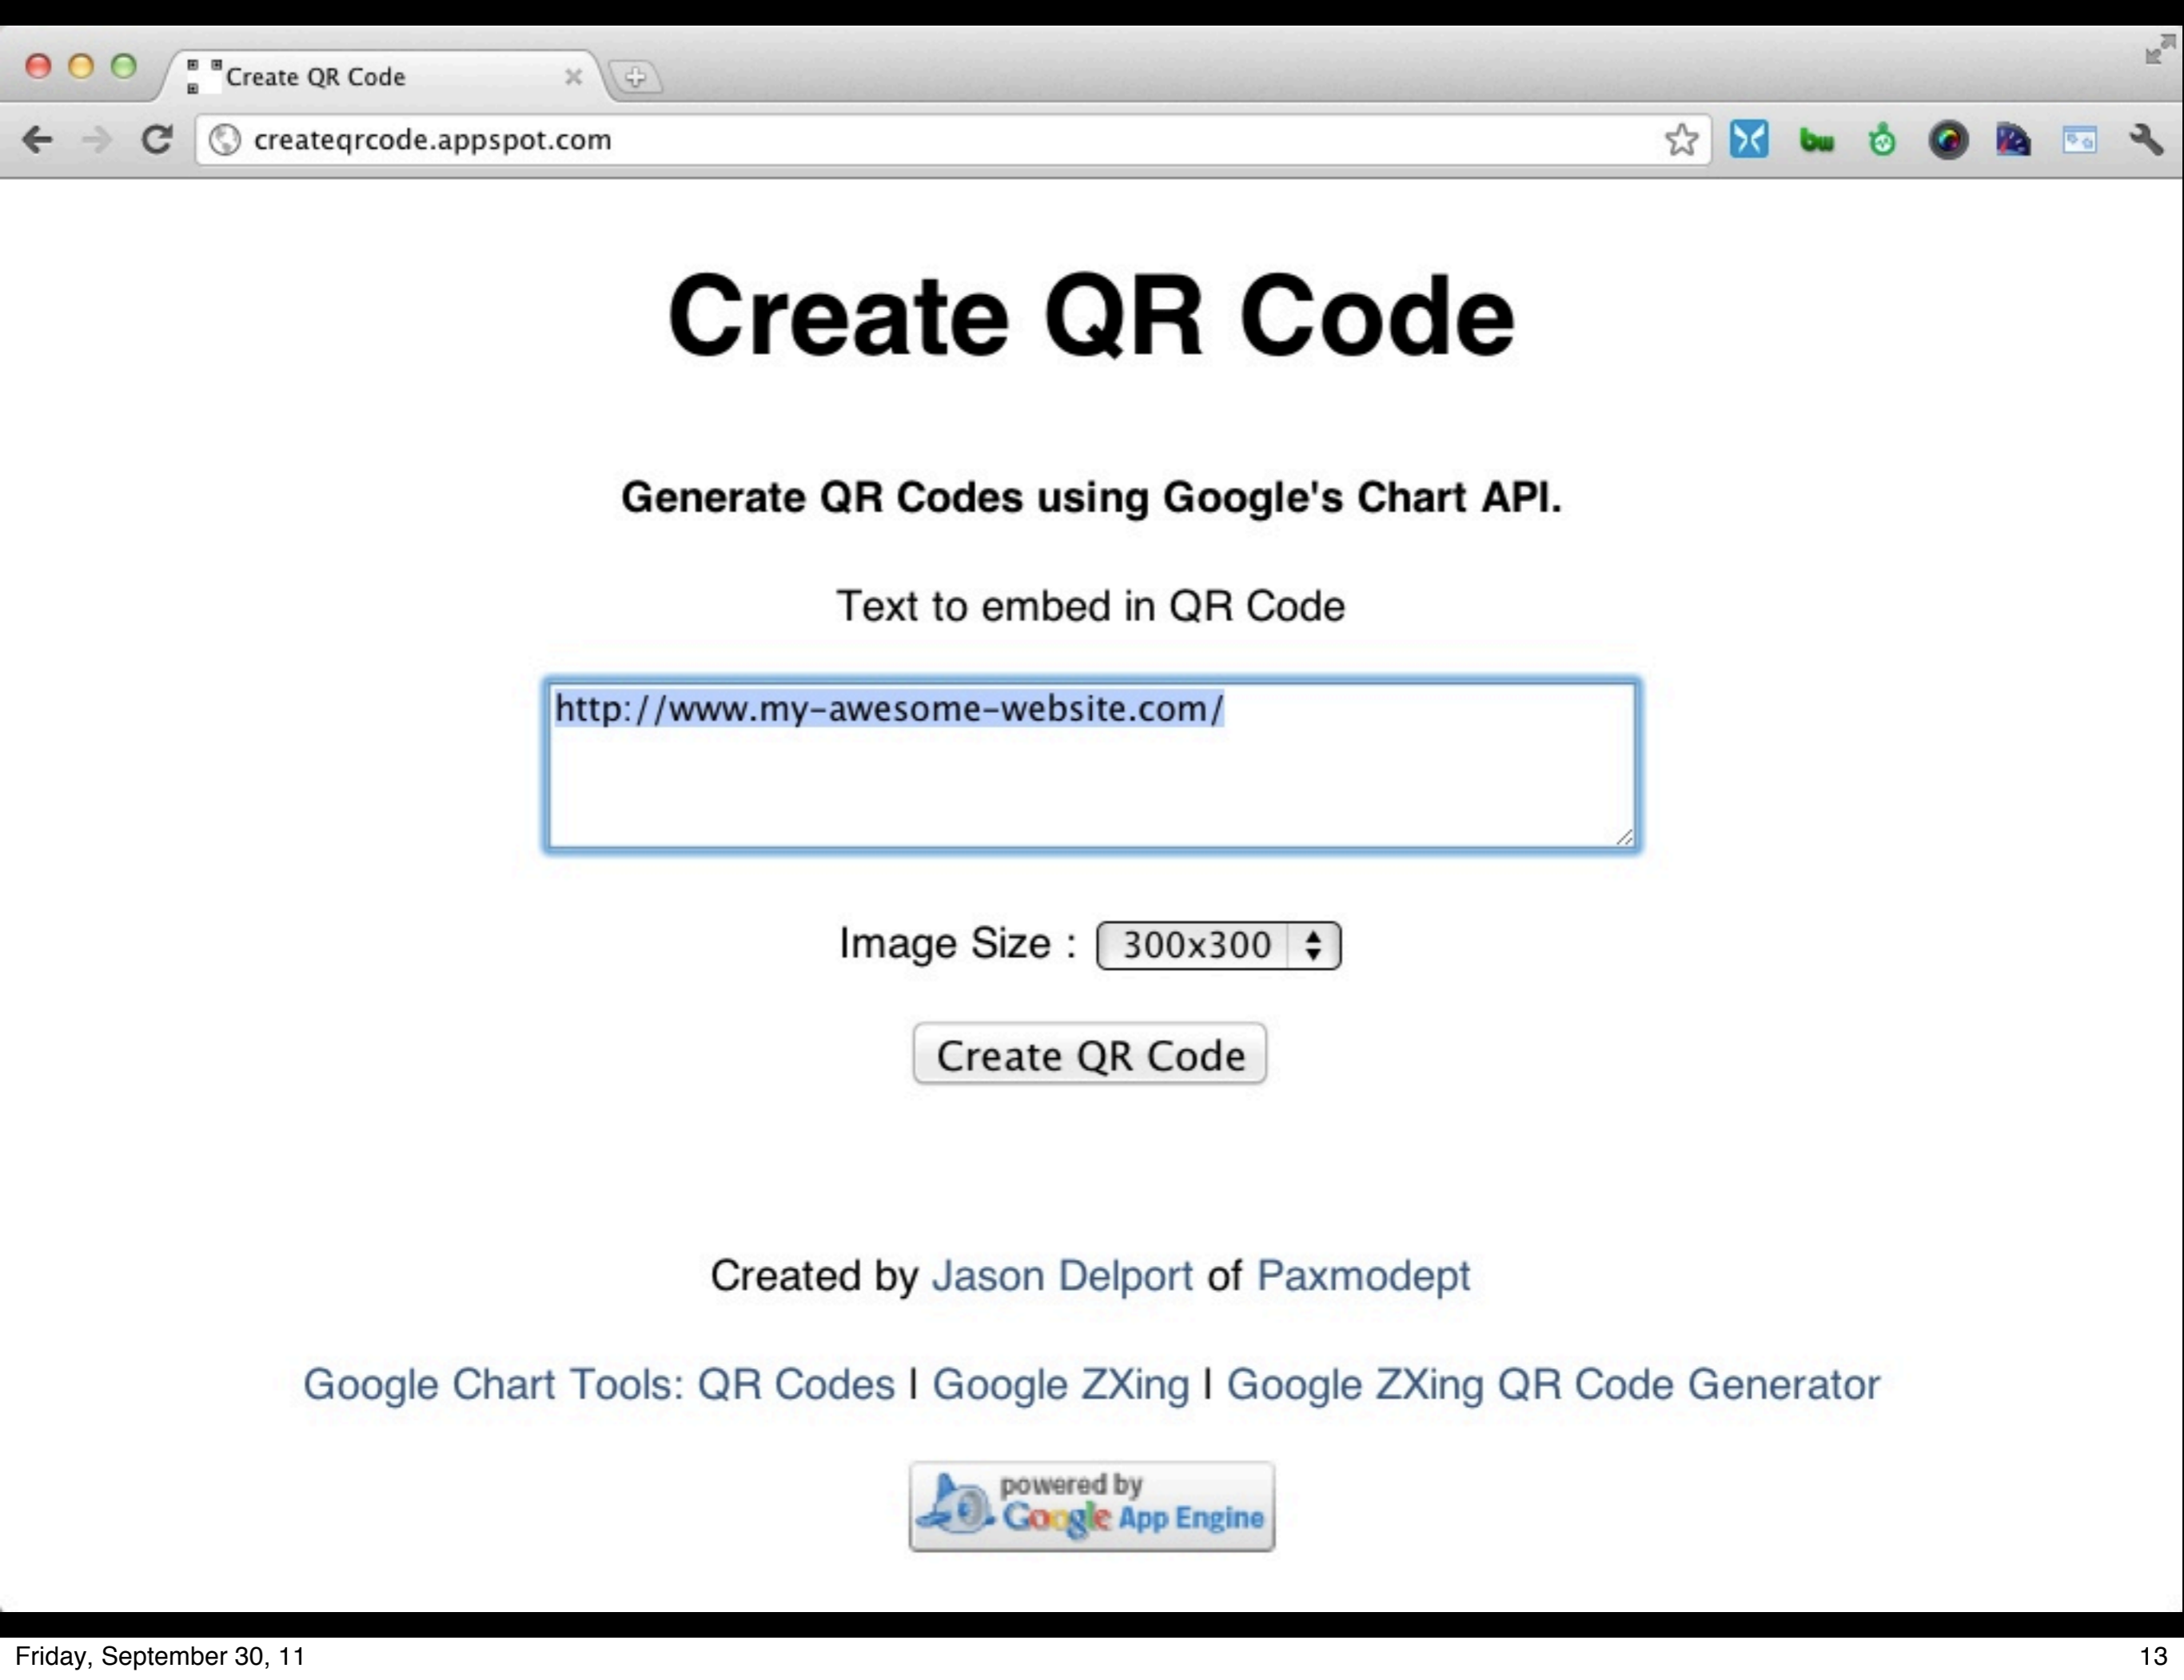 Create QR Code
createqrcode.appspot.com
bw
Create QR Code
Generate QR Codes using Google's Chart API.
Text to embed in QR Code
http://www.my-awesome-website.com/
Image Size : 300x300
Create QR Code
Created by Jason Delport of Paxmodept
Google Chart Tools: QR Codes | Google ZXing | Google ZXing QR Code Generator
powered by
Google App Engine
Friday, September 30, 11 13